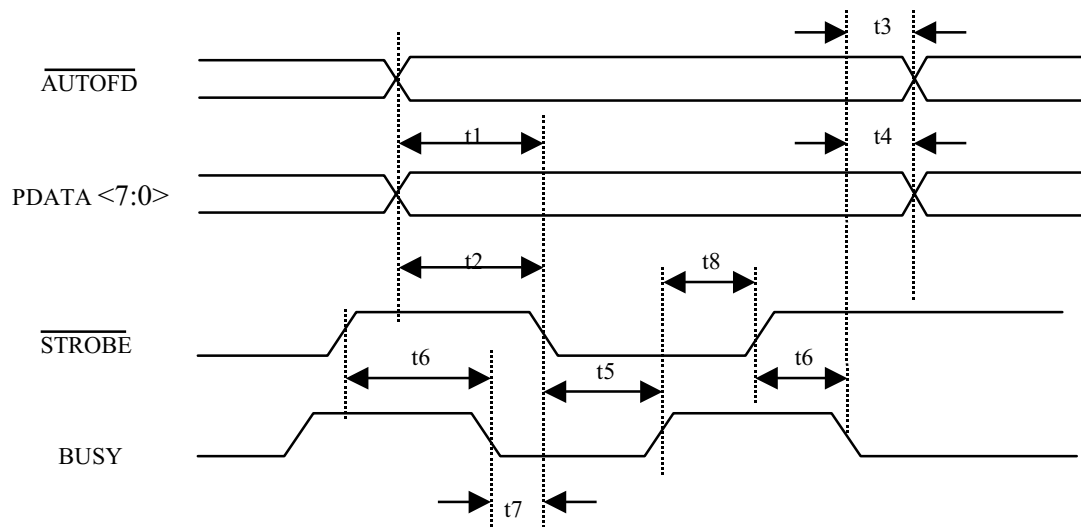 t3
AUTOFD
t1
t4
PDATA <7:0>
t2
t8
STROBE
t6
t5
t6
BUSY
t7